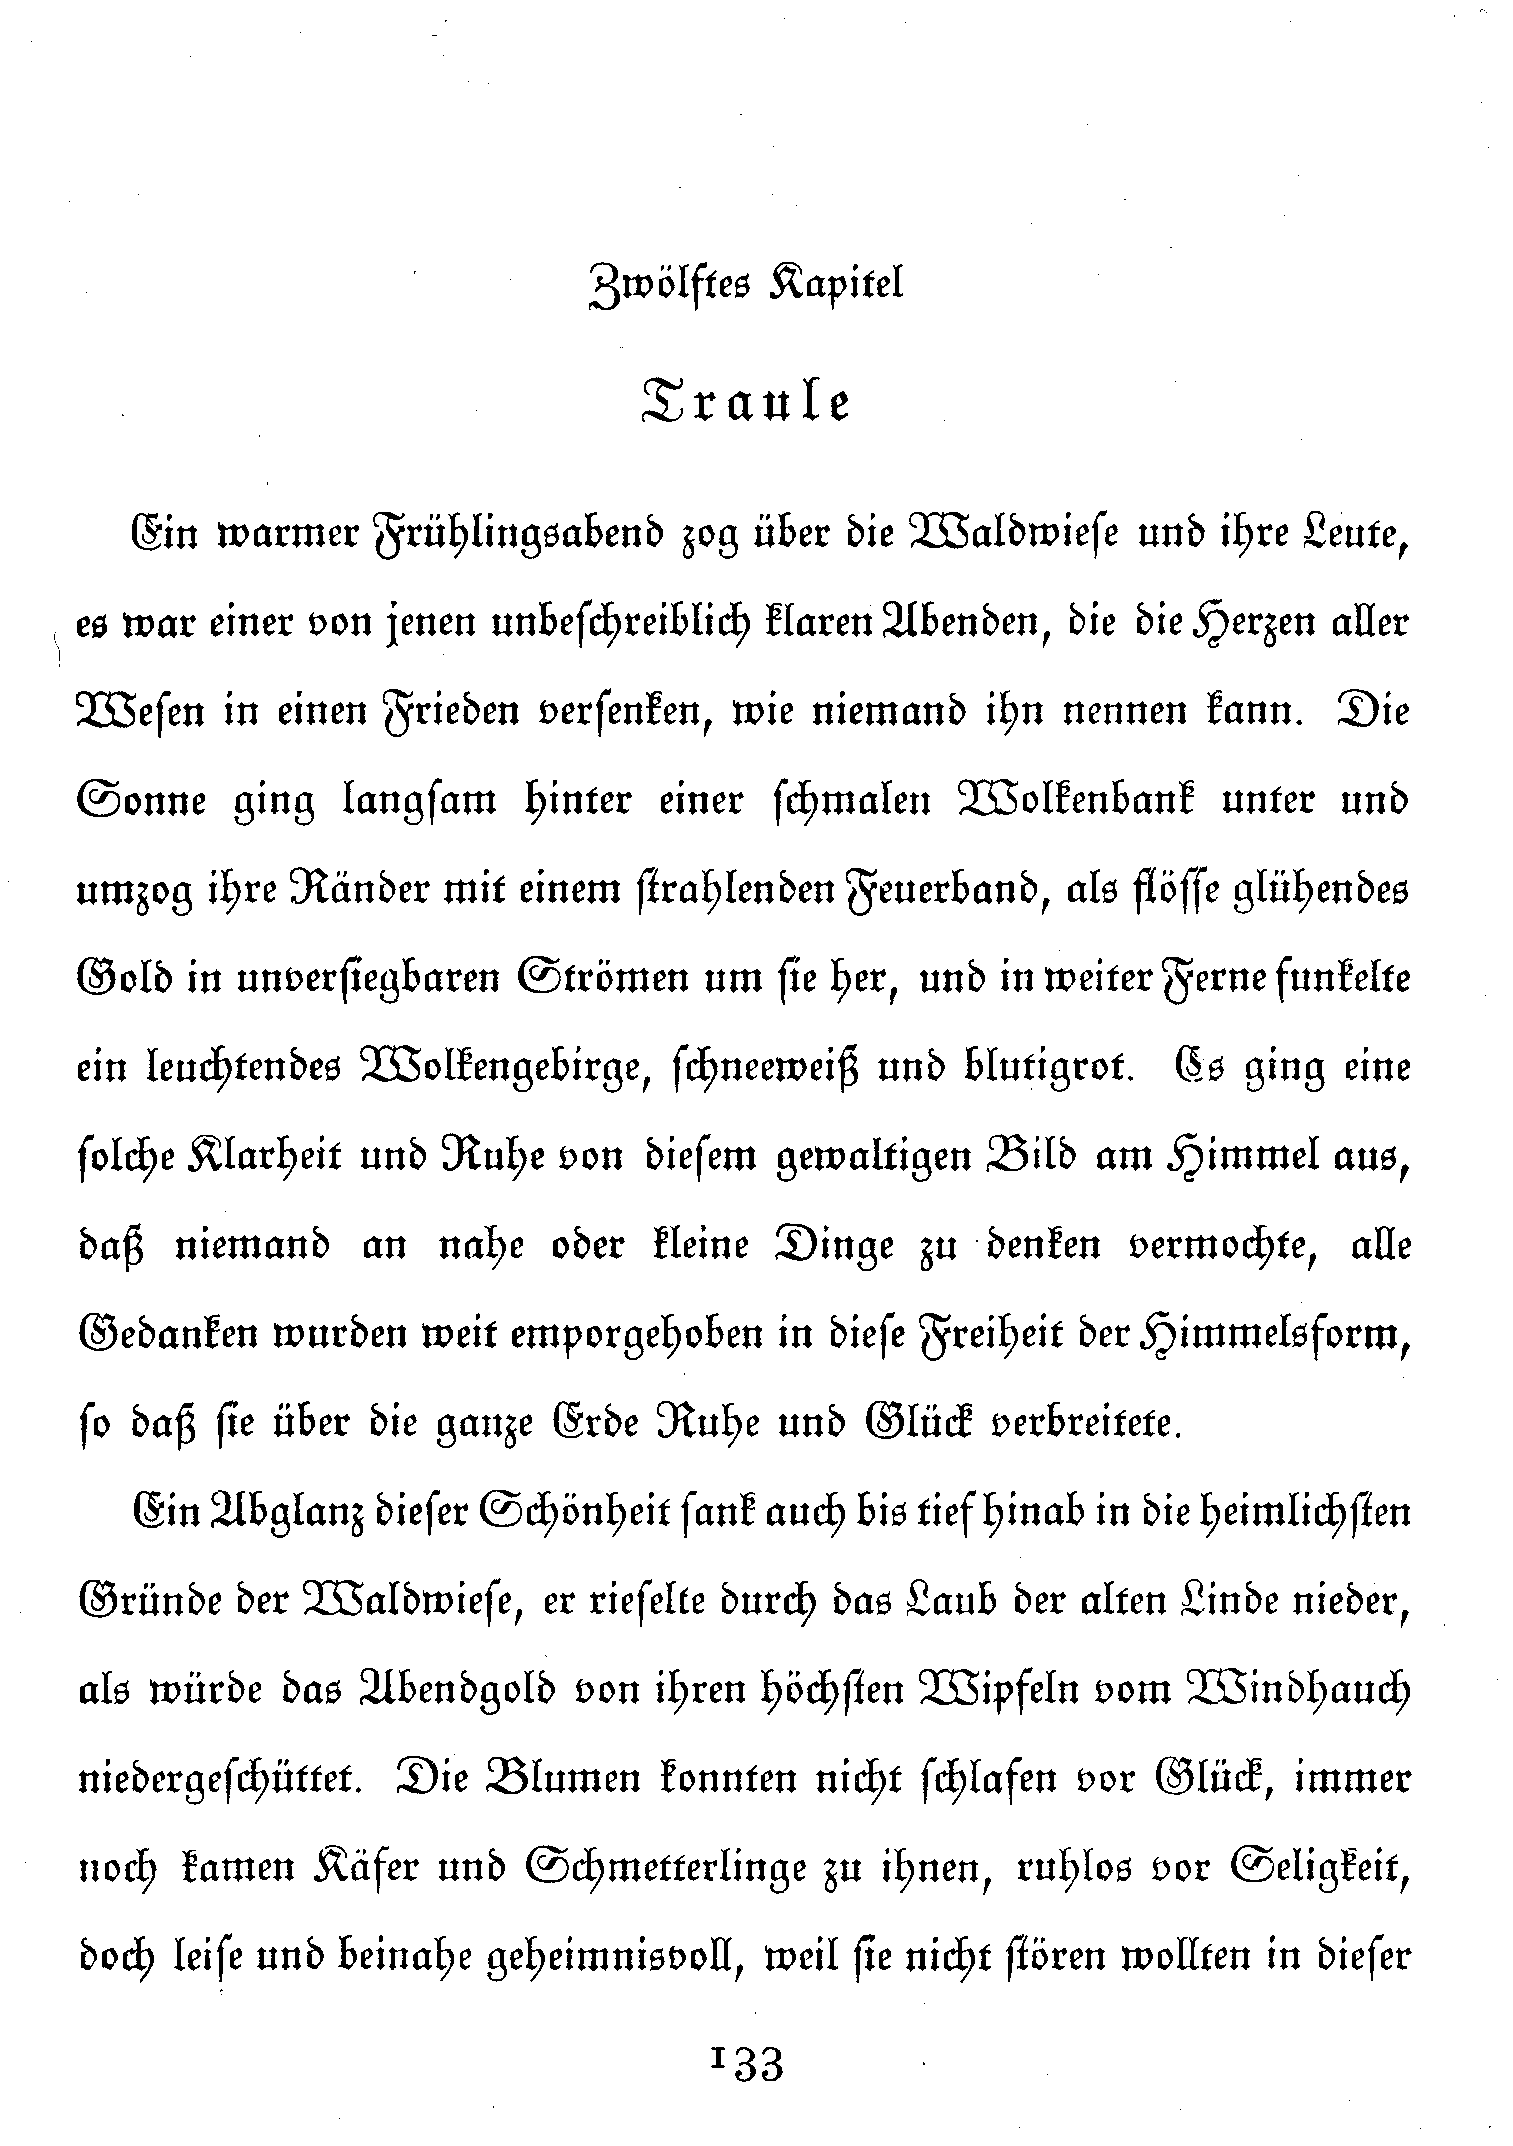 Zwölftes Kapitel
Traule
Ein warmer Frühlingsabend zog über die Waldwiese und ihre Leute,
es war einer von jenen unbeschreiblich klaren Abenden, die die Herzen aller
Wesen in einen Frieden versenken, wie niemand ihn nennen kann. Die
Sonne ging langsam hinter einer schmalen Wolkenbank unter und
umzog ihre Ränder mit einem strahlenden Feuerband, als flösse glühendes
Gold in unversiegbaren Strömen um sie her, und in weiter Ferne funkelte
ein leuchtendes Wolkengebirge, schneeweiß und blutigrot. Es ging eine
solche Klarheit und Ruhe von diesem gewaltigen Bild am Himmel aus,
daß niemand an nahe oder kleine Dinge zu denken vermochte, alle
Gedanken wurden weit emporgehoben in diese Freiheit der Himmelsform,
so daß sie über die ganze Erde Ruhe und Glück verbreitete.
Ein Abglanz dieser Schönheit sank auch bis tief hinab in die heimlichsten
Gründe der Waldwiese, er rieselte durch das Laub der alten Linde nieder,
als würde das Abendgold von ihren höchsten Wipfeln vom Windhauch
niedergeschüttet. Die Blumen konnten nicht schlafen vor Glück, immer
noch kamen Käfer und Schmetterlinge zu ihnen, ruhlos vor Seligkeit,
doch leise und beinahe geheimnisvoll, weil sie nicht stören wollten in dieser
133